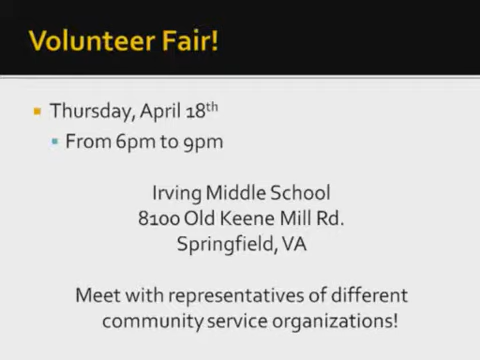 Volunteer Fair!
Thursday, April 18th
From 6pm to 9pm
Irving Middle School
8100 Old Keene Mill Rd.
Springfield, VA
Meet with representatives of different
community service organizations!